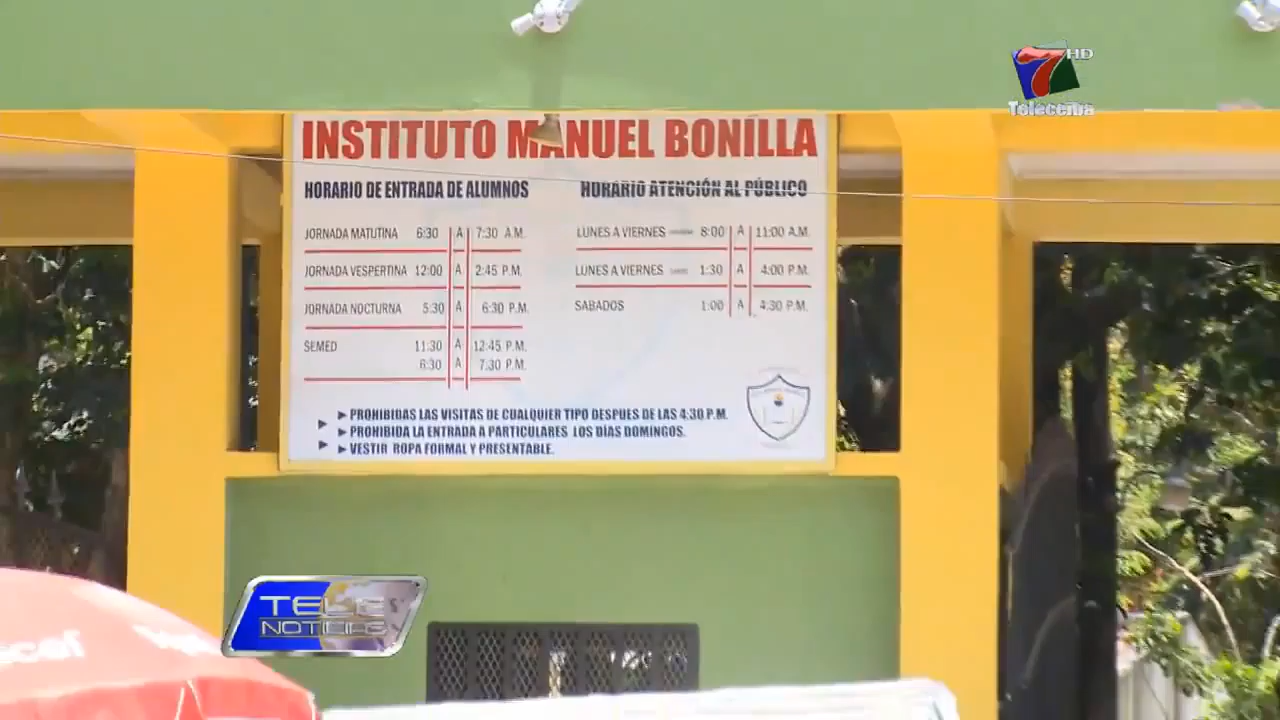 7 HD
Telecentro
INSTITUTO MANUEL BONILLA
HORARIO DE ENTRADA DE ALUMNOS
JORNADA MATUTINA 6:30 A 7:30 A.M.
JORNADA VESPERTINA 12:00 A 2:45 P.M.
JORNADA NOCTURNA 5:30 A 6:30 P.M.
SEMED 11:30 A 12:45 P.M.
6:30 A 7:30 P.M.
HORARIO ATENCIÓN AL PÚBLICO
LUNES A VIERNES 8:00 A 11:00 A.M.
LUNES A VIERNES 1:30 A 4:00 P.M.
SABADOS 1:00 A 4:30 P.M.
PROHIBIDAS LAS VISITAS DE CUALQUIER TIPO DESPUES DE LAS 4:30 P.M.
PROHIBIDA LA ENTRADA A PARTICULARES LOS DÍAS DOMINGOS.
VESTIR ROPA FORMAL Y PRESENTABLE.
TELE
NOTICIAS